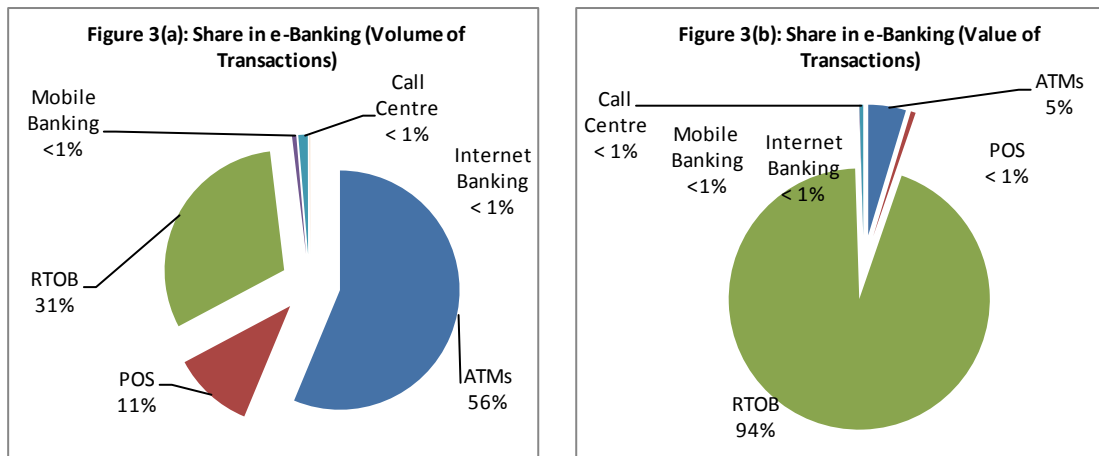 Figure 3(a): Share in e-Banking (Volume of
Transactions)
Mobile
Banking
<1%
Call
Centre
< 1%
Internet
Banking
< 1%
RTOB
31%
POS
11%
ATMs
56%
Figure 3(b): Share in e-Banking (Value of
Transactions)
Call
Centre
< 1%
Mobile
Banking
<1%
Internet
Banking
< 1%
ATMs
5%
POS
< 1%
RTOB
94%